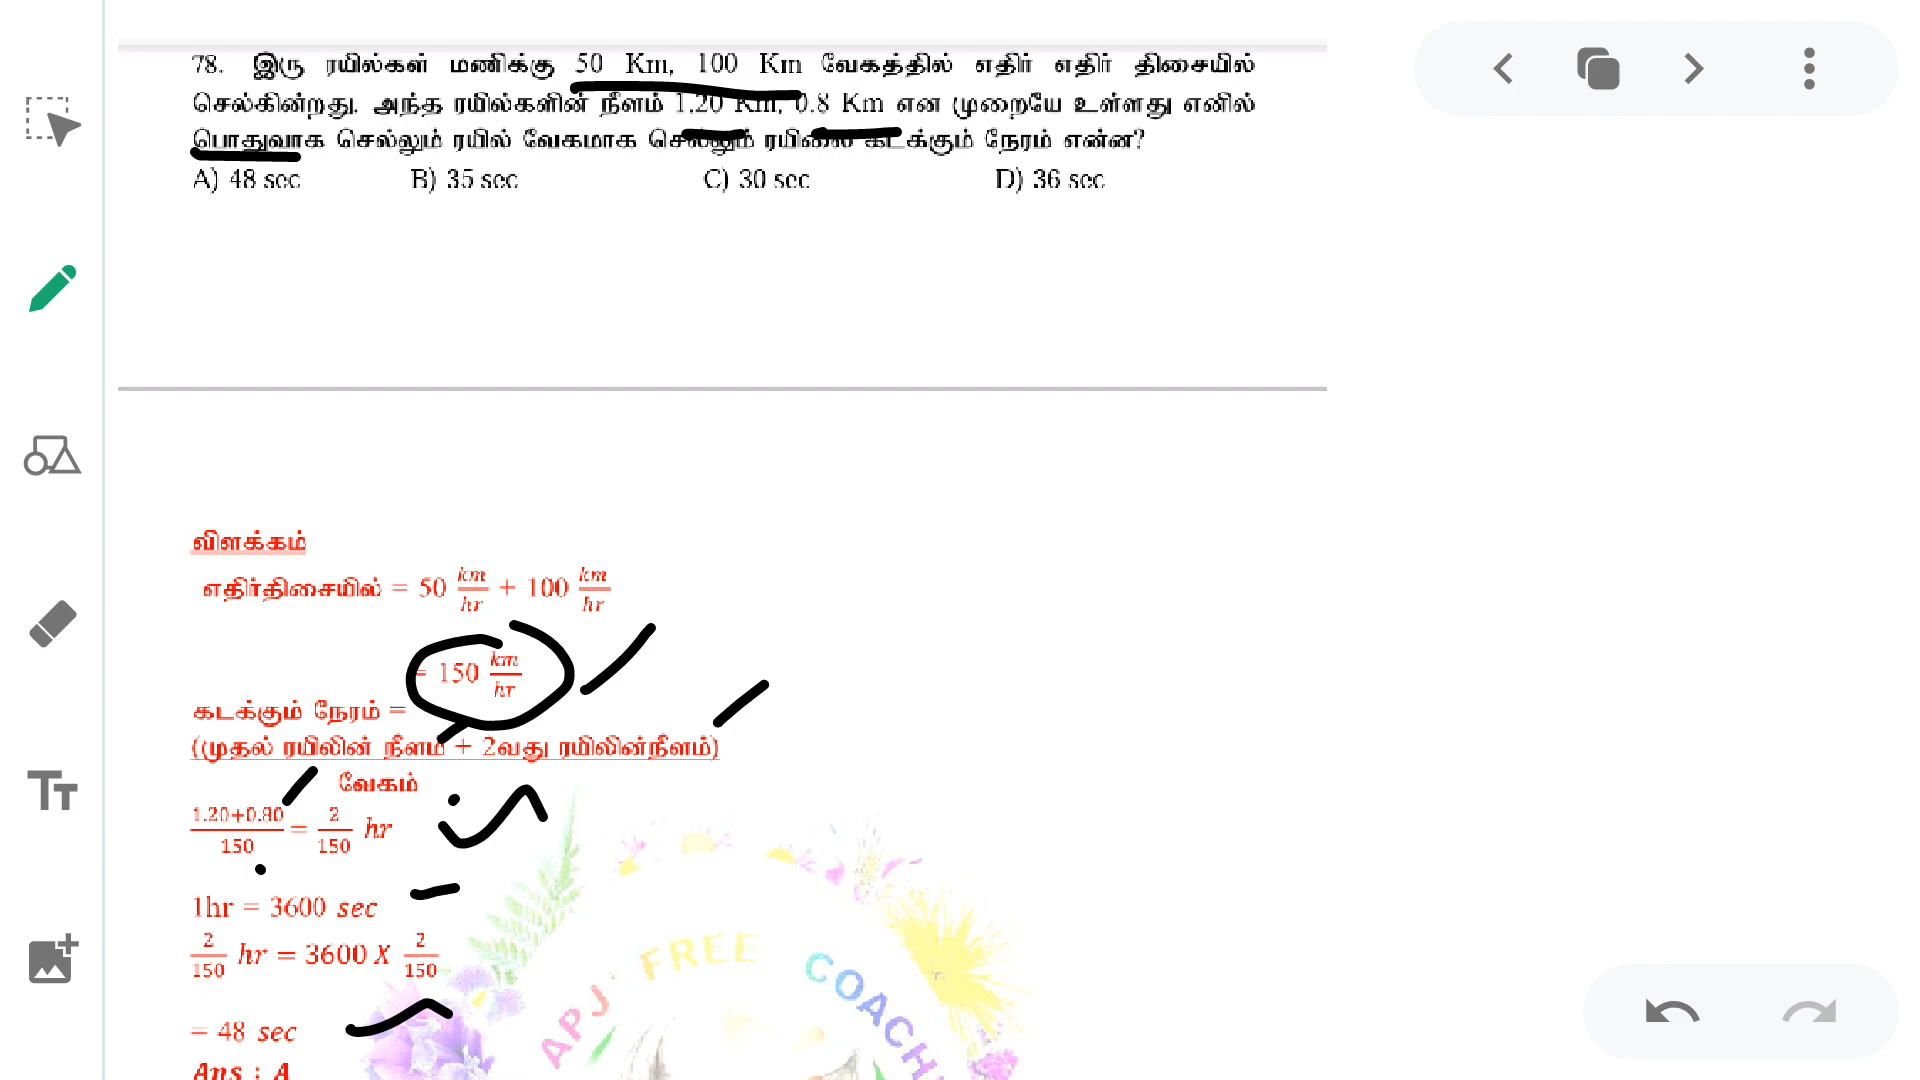 78. இரு ரயில்கள் மணிக்கு 50 Km, 100 Km வேகத்தில் எதிர் எதிர் திசையில்
செல்கின்றது. அந்த ரயில்களின் நீளம் 1.20 Km, 0.8 Km என முறையே உள்ளது எனில்
பொதுவாக செல்லும் ரயில் வேகமாக செல்லும் ரயிலை கடக்கும் நேரம் என்ன?
A) 48 sec B) 35 sec C) 30 sec D) 36 sec
விளக்கம்
எதிர்திசையில் = 50 km/hr + 100 km/hr
= 150 km/hr
கடக்கும் நேரம் =
(முதல் ரயிலின் நீளம் + 2வது ரயிலின்நீளம்)
வேகம்
1.20+0.80/150 = 2/150 hr
1hr = 3600 sec
2/150 hr = 3600 X 2/150
= 48 sec
Ans : A
APJ FREE COACH
TT